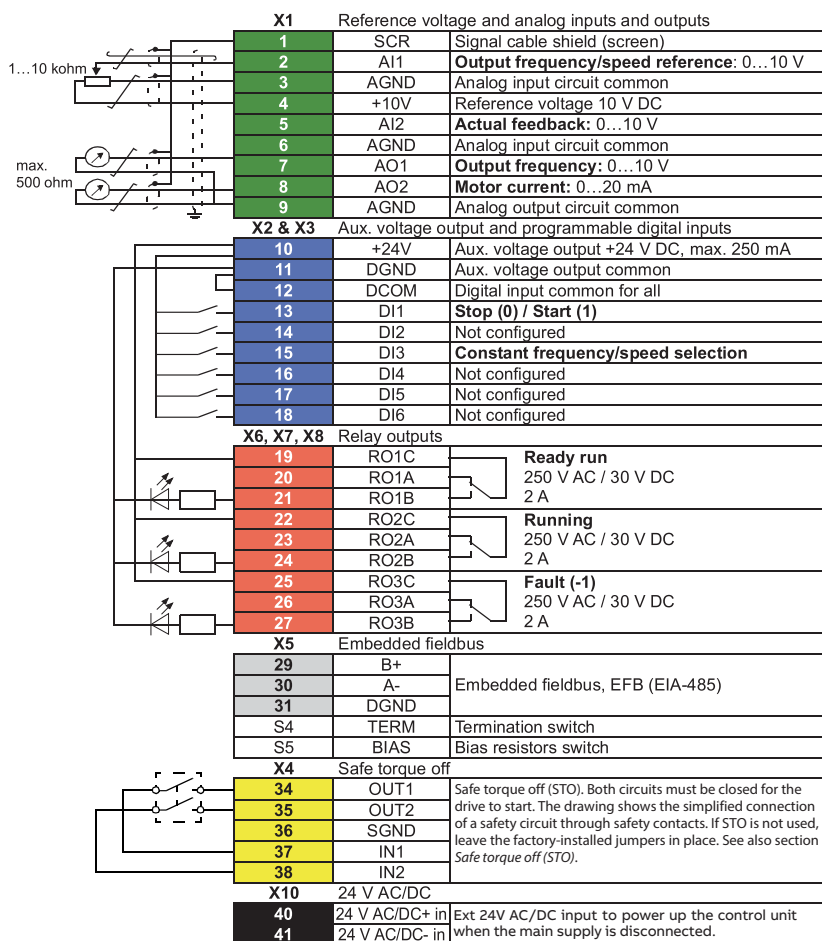 X1 Reference voltage and analog inputs and outputs
1 SCR Signal cable shield (screen)
2 AI1 Output frequency/speed reference: 0…10 V
1…10 kohm
3 AGND Analog input circuit common
4 +10V Reference voltage 10 V DC
5 AI2 Actual feedback: 0…10 V
6 AGND Analog input circuit common
7 AO1 Output frequency: 0…10 V
max.
500 ohm
8 AO2 Motor current: 0…20 mA
9 AGND Analog output circuit common
X2 & X3 Aux. voltage output and programmable digital inputs
10 +24V Aux. voltage output +24 V DC, max. 250 mA
11 DGND Aux. voltage output common
12 DCOM Digital input common for all
13 DI1 Stop (0) / Start (1)
14 DI2 Not configured
15 DI3 Constant frequency/speed selection
16 DI4 Not configured
17 DI5 Not configured
18 DI6 Not configured
X6, X7, X8 Relay outputs
19 RO1C Ready run
20 RO1A 250 V AC / 30 V DC
21 RO1B 2 A
22 RO2C Running
23 RO2A 250 V AC / 30 V DC
24 RO2B 2 A
25 RO3C Fault (-1)
26 RO3A 250 V AC / 30 V DC
27 RO3B 2 A
X5 Embedded fieldbus
29 B+
30 A- Embedded fieldbus, EFB (EIA-485)
31 DGND
S4 TERM Termination switch
S5 BIAS Bias resistors switch
X4 Safe torque off
34 OUT1
35 OUT2
36 SGND
37 IN1
38 IN2
Safe torque off (STO). Both circuits must be closed for the
drive to start. The drawing shows the simplified connection
of a safety circuit through safety contacts. If STO is not used,
leave the factory-installed jumpers in place. See also section
Safe torque off (STO).
X10 24 V AC/DC
40 24 V AC/DC+ in
41 24 V AC/DC- in
Ext 24V AC/DC input to power up the control unit
when the main supply is disconnected.